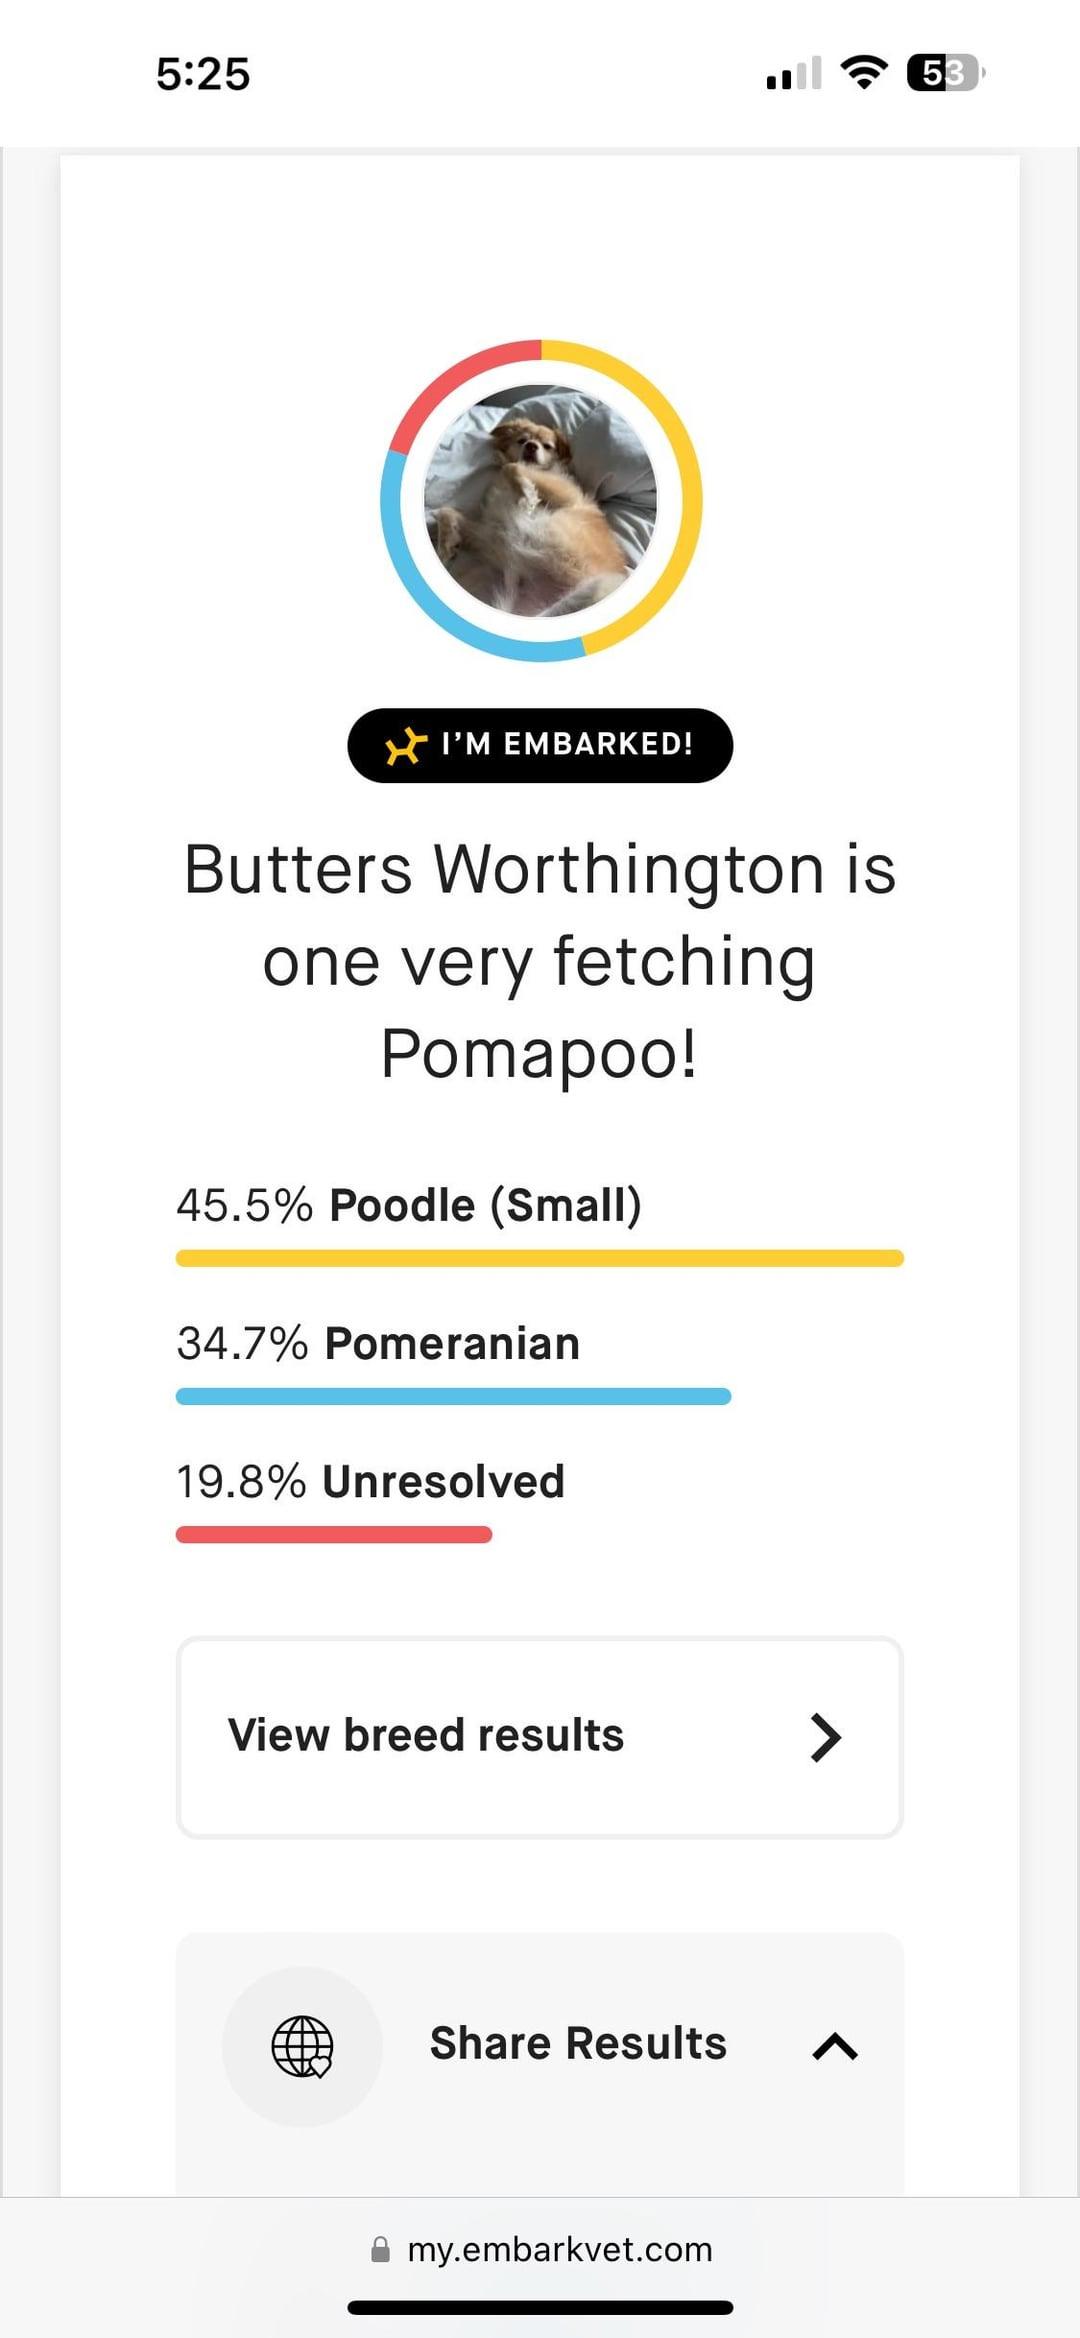 5:25
53
I’M EMBARKED!
Butters Worthington is
one very fetching
Pomapoo!
45.5% Poodle (Small)
34.7% Pomeranian
19.8% Unresolved
View breed results
Share Results
my.embarkvet.com